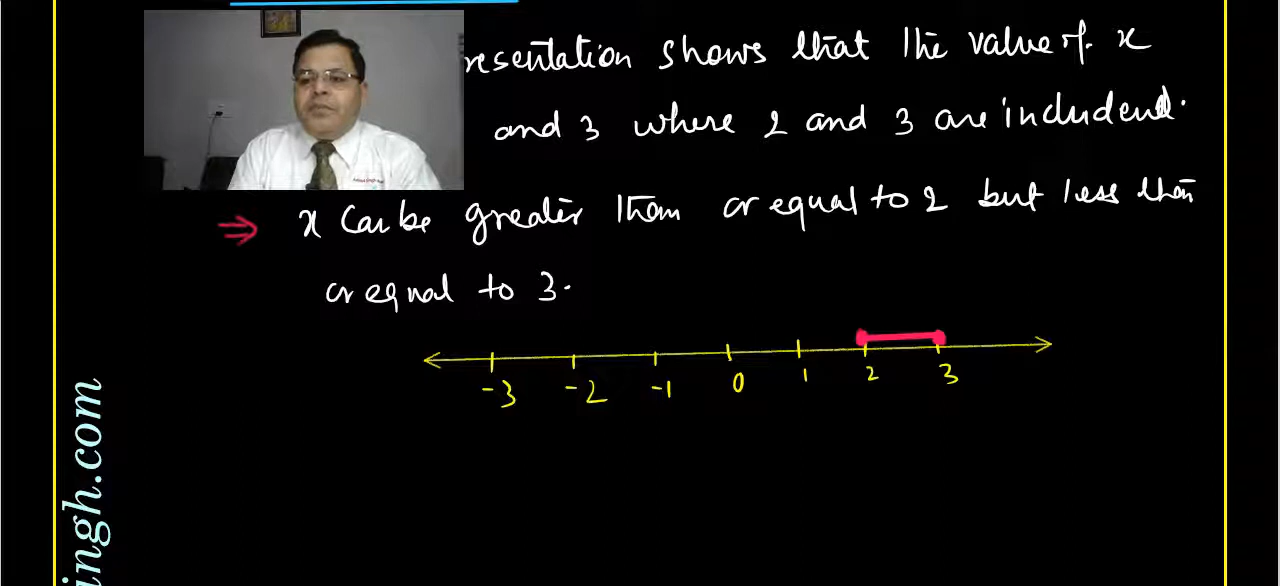 resentation shows that the value of x
and 3 where 2 and 3 are includend.
⇒ x can be greater than or equal to 2 but less than
or equal to 3.
-3 -2 -1 0 1 2 3
ingh.com